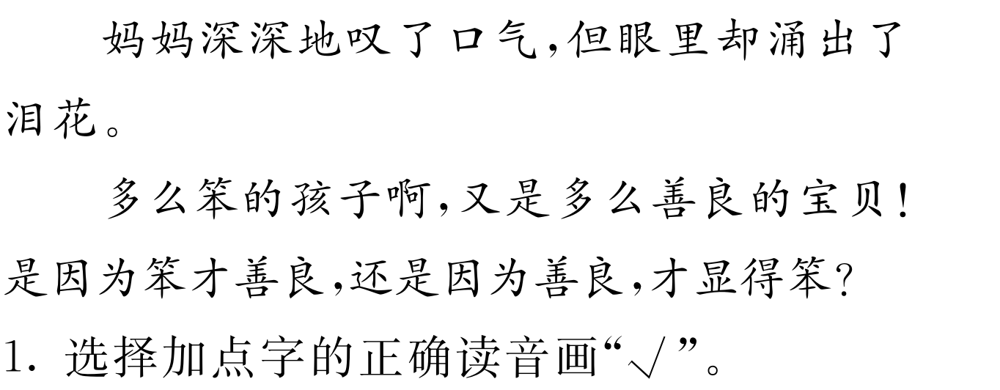 妈妈深深地叹了口气,但眼里却涌出了
泪花。
多么笨的孩子啊,又是多么善良的宝贝!
是因为笨才善良,还是因为善良,才显得笨?
1. 选择加点字的正确读音画“√”。